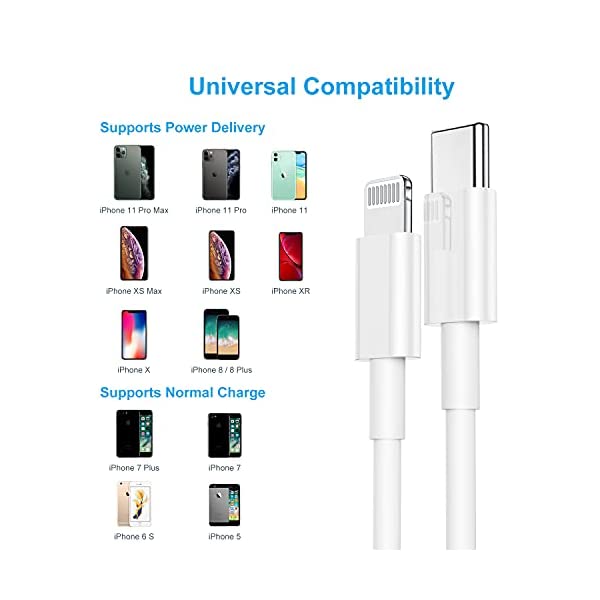 Universal Compatibility
Supports Power Delivery
iPhone 11 Pro Max
iPhone 11 Pro
iPhone 11
iPhone XS Max
iPhone XS
iPhone XR
iPhone X
iPhone 8 / 8 Plus
Supports Normal Charge
iPhone 7 Plus
iPhone 7
iPhone 6 S
iPhone 5